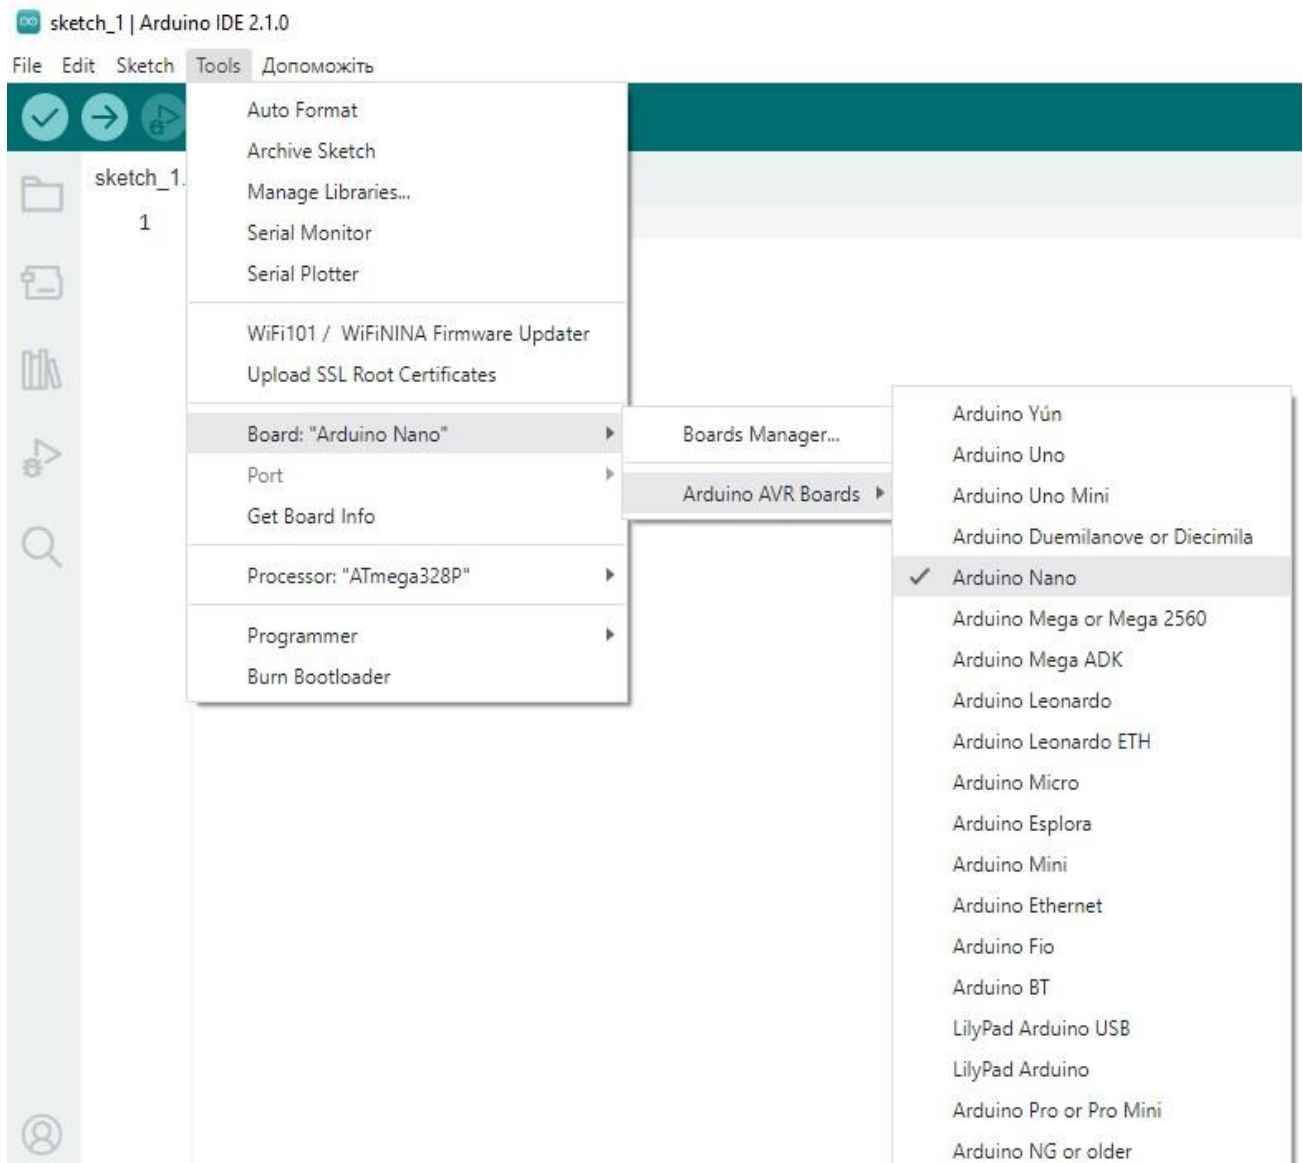 sketch_1 | Arduino IDE 2.1.0
File Edit Sketch Tools Допоможіть
Auto Format
Archive Sketch
sketch_1.
Manage Libraries...
1
Serial Monitor
Serial Plotter
WiFi101 / WiFiNINA Firmware Updater
Upload SSL Root Certificates
Board: "Arduino Nano"
Port
Get Board Info
Processor: "ATmega328P"
Programmer
Burn Bootloader
Boards Manager...
Arduino AVR Boards
Arduino Yún
Arduino Uno
Arduino Uno Mini
Arduino Duemilanove or Diecimila
Arduino Nano
Arduino Mega or Mega 2560
Arduino Mega ADK
Arduino Leonardo
Arduino Leonardo ETH
Arduino Micro
Arduino Esplora
Arduino Mini
Arduino Ethernet
Arduino Fio
Arduino BT
LilyPad Arduino USB
LilyPad Arduino
Arduino Pro or Pro Mini
Arduino NG or older